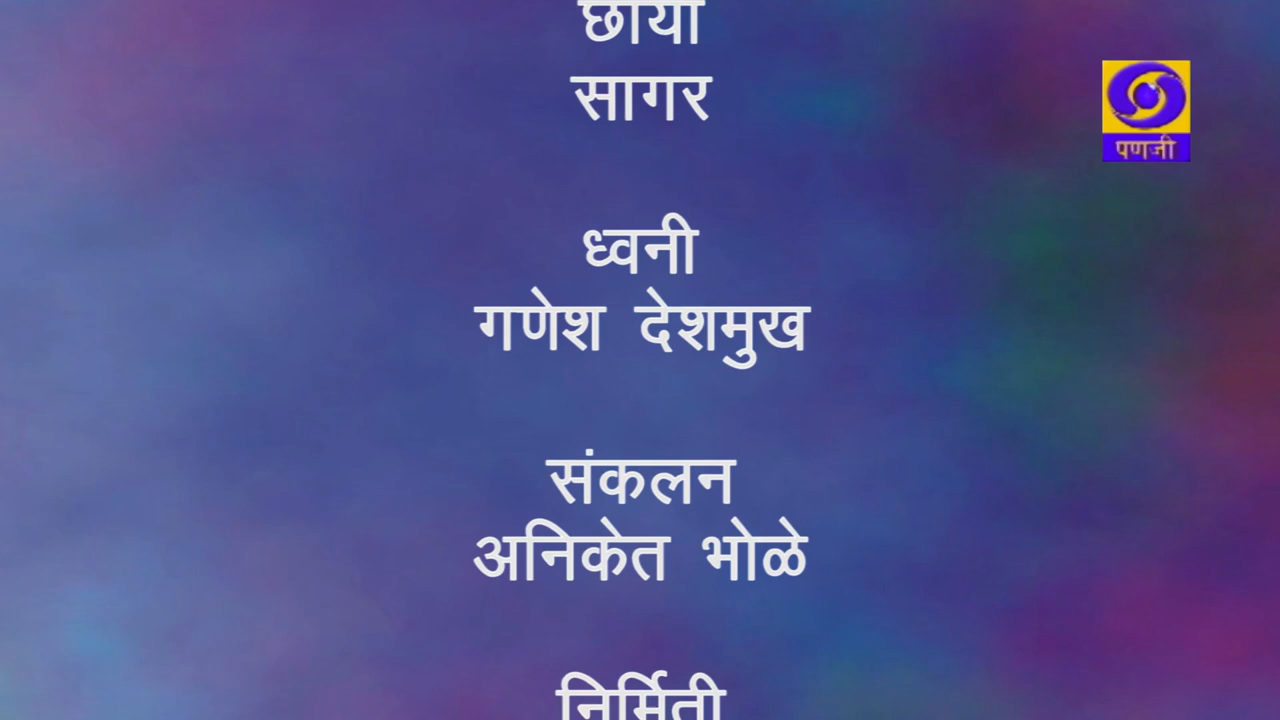 छाया
सागर
पणजी
ध्वनी
गणेश देशमुख
संकलन
अनिकेत भोळे
निर्मिती